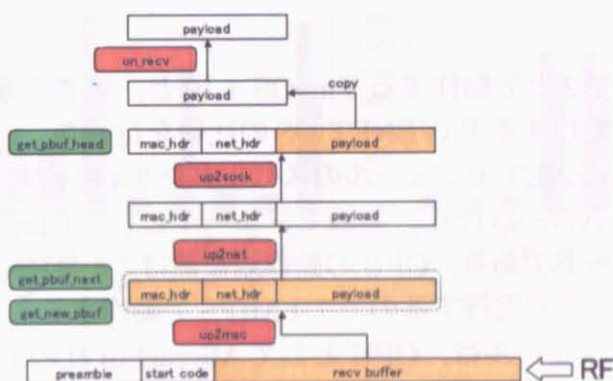 payload
on_recv
payload
copy
get_pbuf_head
mac_hdr net_hdr payload
up2sock
mac_hdr net_hdr payload
up2net
get_pbuf_next
mac_hdr net_hdr payload
get_new_pbuf
up2mac
preamble start code recv buffer
RF